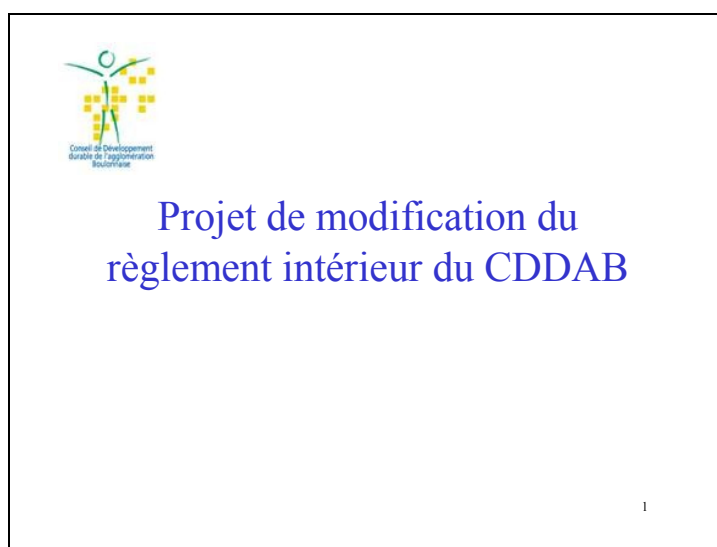 Conseil de Développement
durable de l'agglomération
Boulonnaise
Projet de modification du
règlement intérieur du CDDAB
1